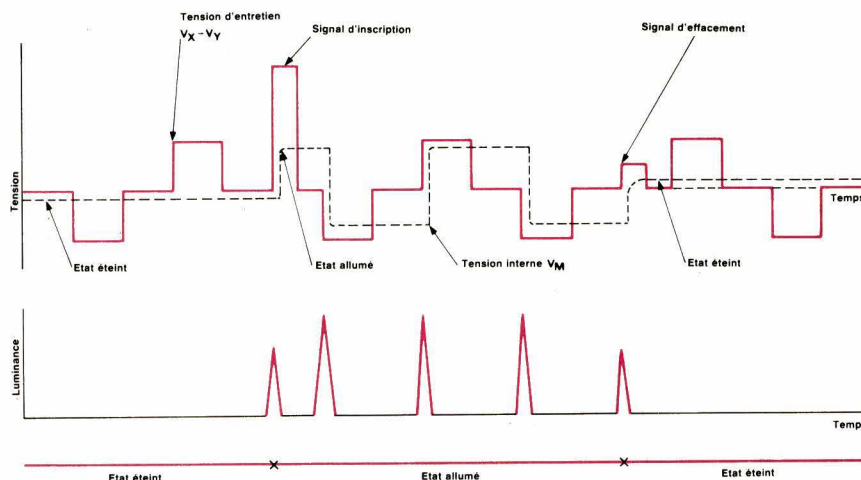 Tension d'entretien
VX – VY
Signal d'inscription
Signal d'effacement
Tension
Temps
Etat éteint
Etat allumé
Tension interne VM
Etat éteint
Luminance
Temps
Etat éteint
Etat allumé
Etat éteint